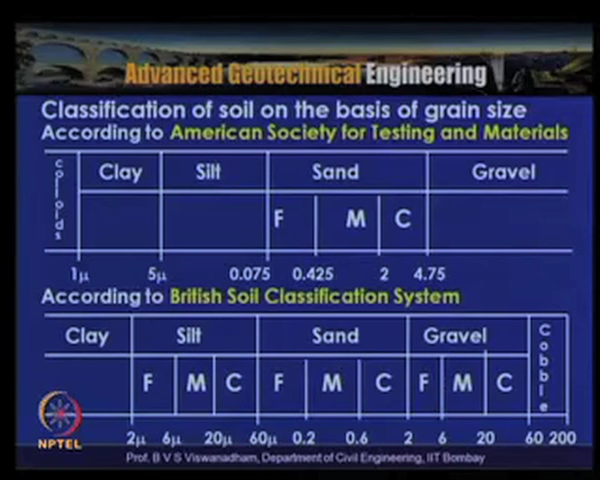 Advanced Geotechnical Engineering
Classification of soil on the basis of grain size
According to American Society for Testing and Materials
colloids Clay Silt Sand Gravel
F M C
1μ 5μ 0.075 0.425 2 4.75
According to British Soil Classification System
Clay Silt Sand Gravel Cobble
F M C F M C F M C
2μ 6μ 20μ 60μ 0.2 0.6 2 6 20 60 200
NPTEL
Prof. B V S Viswanadham, Department of Civil Engineering, IIT Bombay